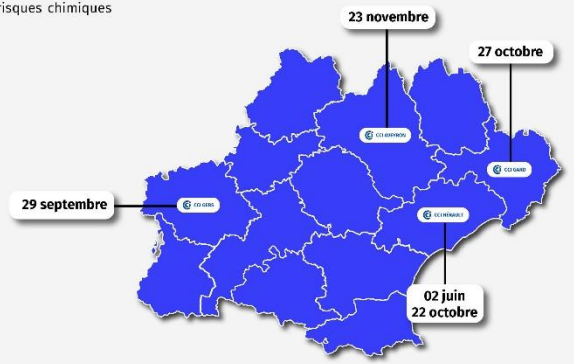 risques chimiques
23 novembre
27 octobre
CCI AVEYRON
CCI GARD
29 septembre
CCI GERS
CCI HÉRAULT
02 juin
22 octobre